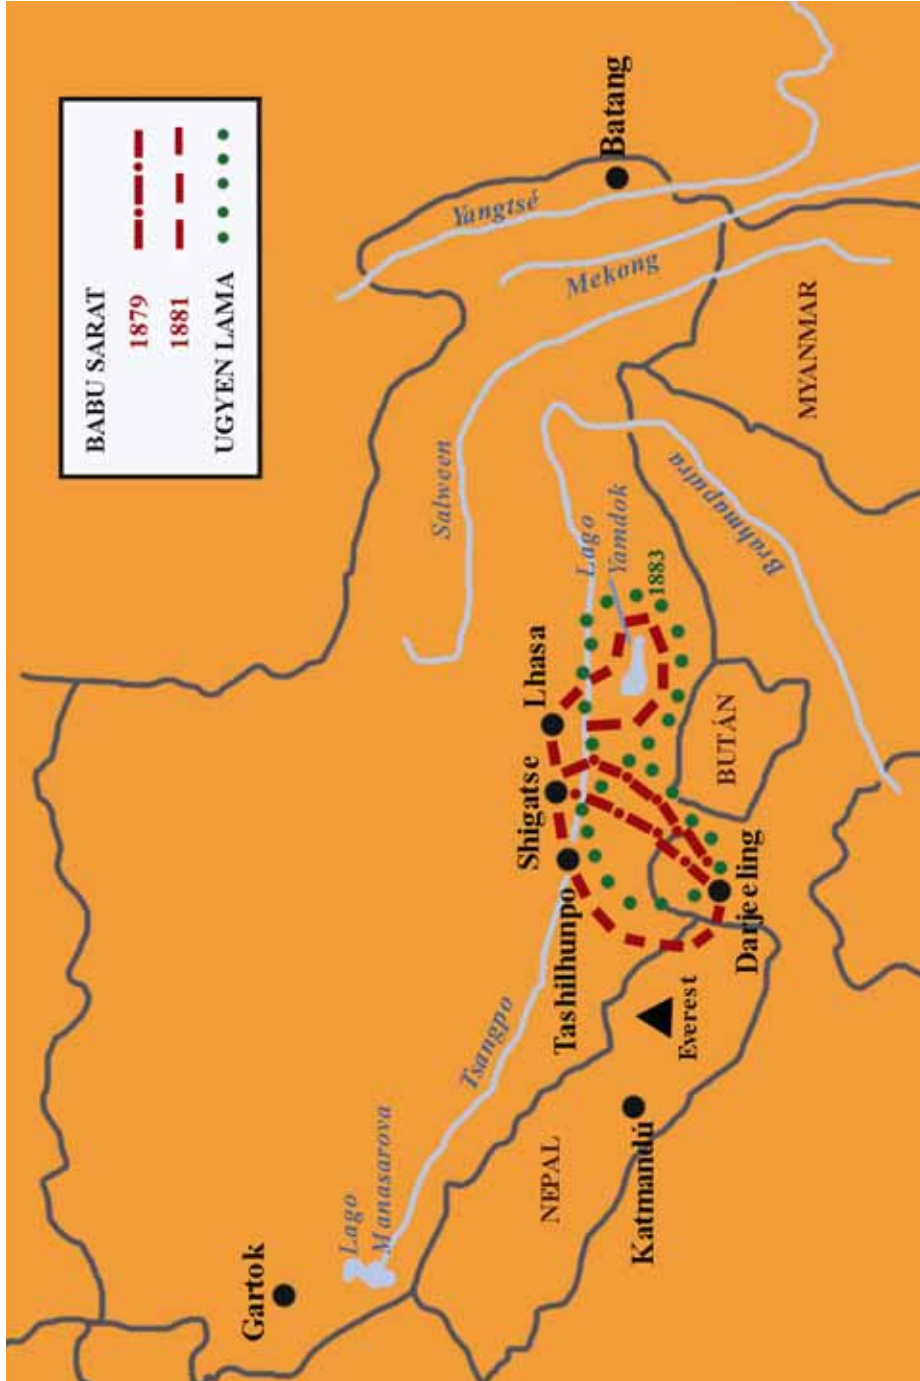 BABU SARAT
1879
1881
UGYEN LAMA
Gartok
Lago
Manasarova
Tsangpo
NEPAL
Katmandú
Everest
Tashilhunpo
Shigatse
Lhasa
Darjeeling
BUTÁN
Lago
Yamdok
1883
Salween
Brahmaputra
Mekong
Yangtsé
Batang
MYANMAR